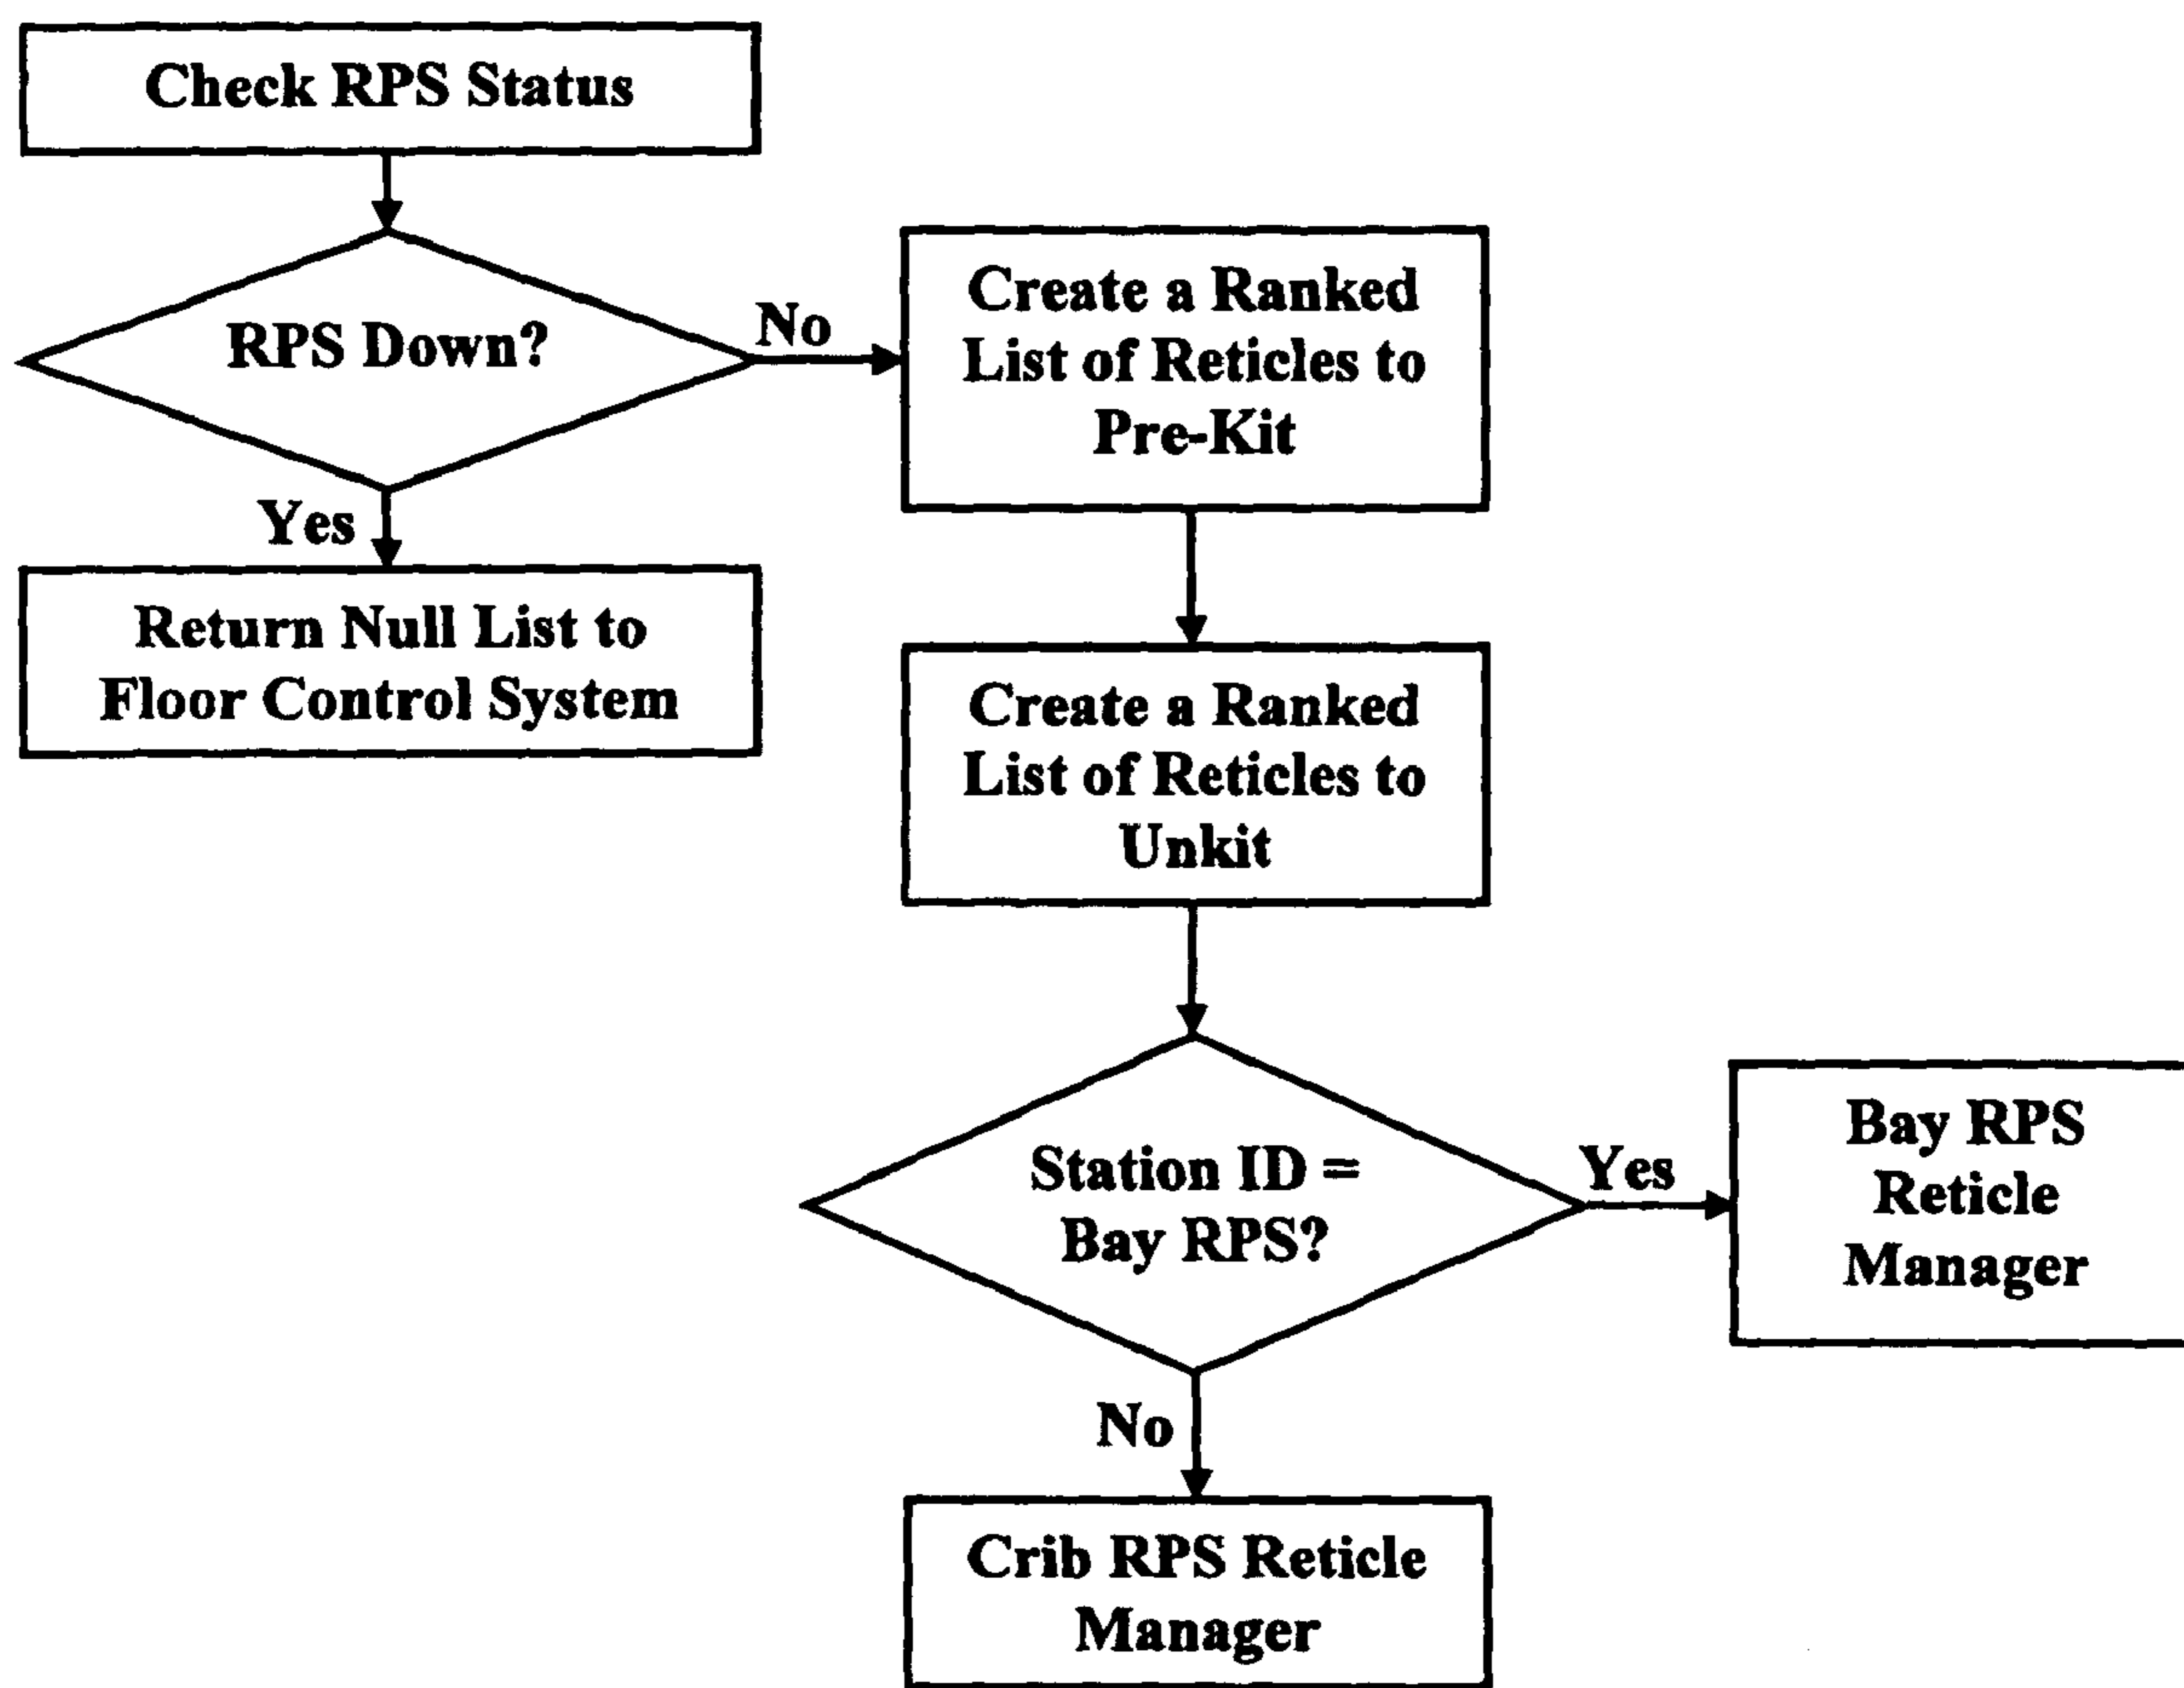 Check RPS Status
RPS Down?
No
Yes
Return Null List to
Floor Control System
Create a Ranked
List of Reticles to
Pre-Kit
Create a Ranked
List of Reticles to
Unkit
Station ID =
Bay RPS?
Yes
Bay RPS
Reticle
Manager
No
Crib RPS Reticle
Manager